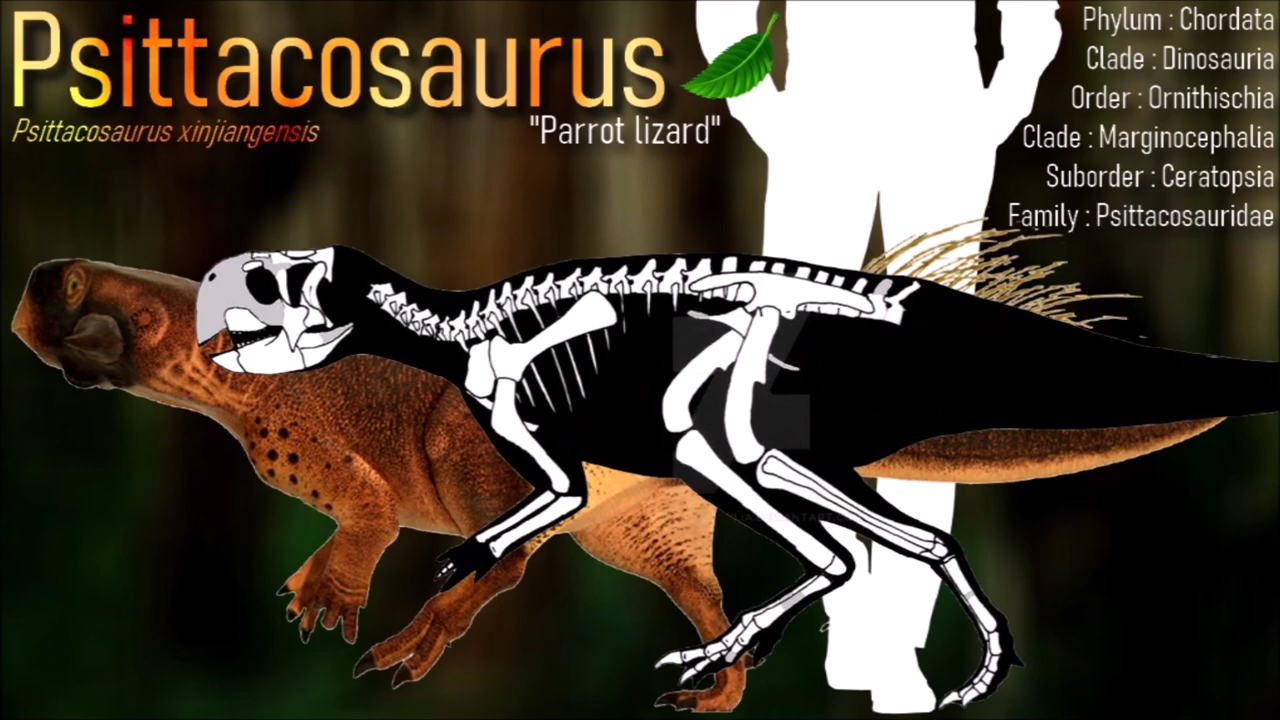 Psittacosaurus
Psittacosaurus xinjiangensis
"Parrot lizard"
Phylum : Chordata
Clade : Dinosauria
Order : Ornithischia
Clade : Marginocephalia
Suborder : Ceratopsia
Family : Psittacosauridae